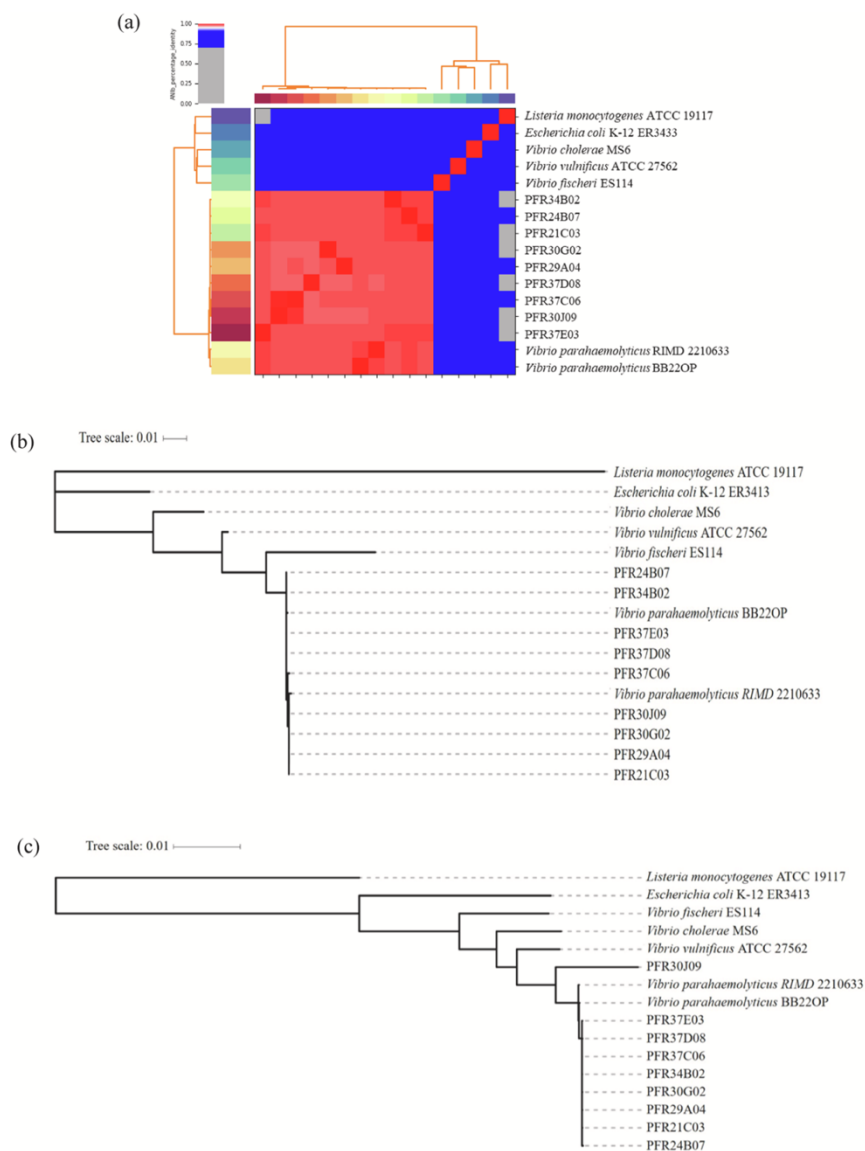 (a)
1.00
0.75
0.50
0.25
0.00
ANIb_percentage_identity
Listeria monocytogenes ATCC 19117
Escherichia coli K-12 ER3433
Vibrio cholerae MS6
Vibrio vulnificus ATCC 27562
Vibrio fischeri ES114
PFR34B02
PFR24B07
PFR21C03
PFR30G02
PFR29A04
PFR37D08
PFR37C06
PFR30J09
PFR37E03
Vibrio parahaemolyticus RIMD 2210633
Vibrio parahaemolyticus BB22OP
(b)
Tree scale: 0.01
Listeria monocytogenes ATCC 19117
Escherichia coli K-12 ER3413
Vibrio cholerae MS6
Vibrio vulnificus ATCC 27562
Vibrio fischeri ES114
PFR24B07
PFR34B02
Vibrio parahaemolyticus BB22OP
PFR37E03
PFR37D08
PFR37C06
Vibrio parahaemolyticus RIMD 2210633
PFR30J09
PFR30G02
PFR29A04
PFR21C03
(c)
Tree scale: 0.01
Listeria monocytogenes ATCC 19117
Escherichia coli K-12 ER3413
Vibrio fischeri ES114
Vibrio cholerae MS6
Vibrio vulnificus ATCC 27562
PFR30J09
Vibrio parahaemolyticus RIMD 2210633
Vibrio parahaemolyticus BB22OP
PFR37E03
PFR37D08
PFR37C06
PFR34B02
PFR30G02
PFR29A04
PFR21C03
PFR24B07